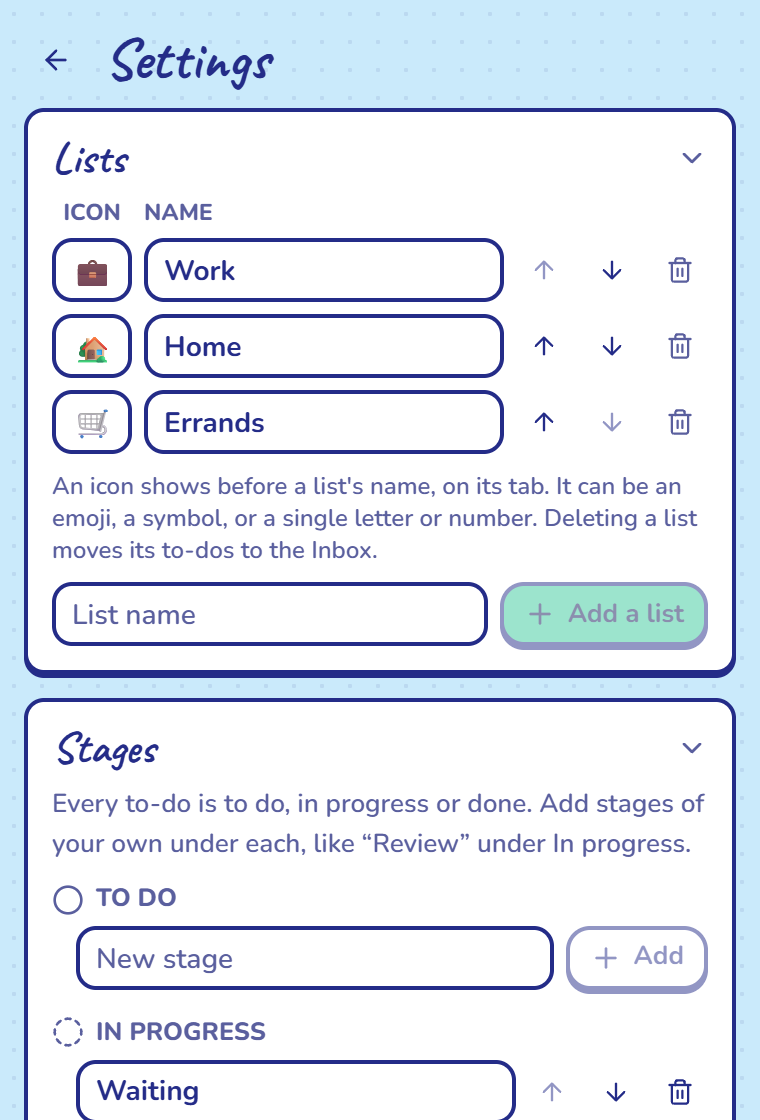 Settings
Lists
ICON NAME
Work
Home
Errands
An icon shows before a list's name, on its tab. It can be an
emoji, a symbol, or a single letter or number. Deleting a list
moves its to-dos to the Inbox.
List name
Add a list
Stages
Every to-do is to do, in progress or done. Add stages of
your own under each, like “Review” under In progress.
TO DO
New stage
Add
IN PROGRESS
Waiting